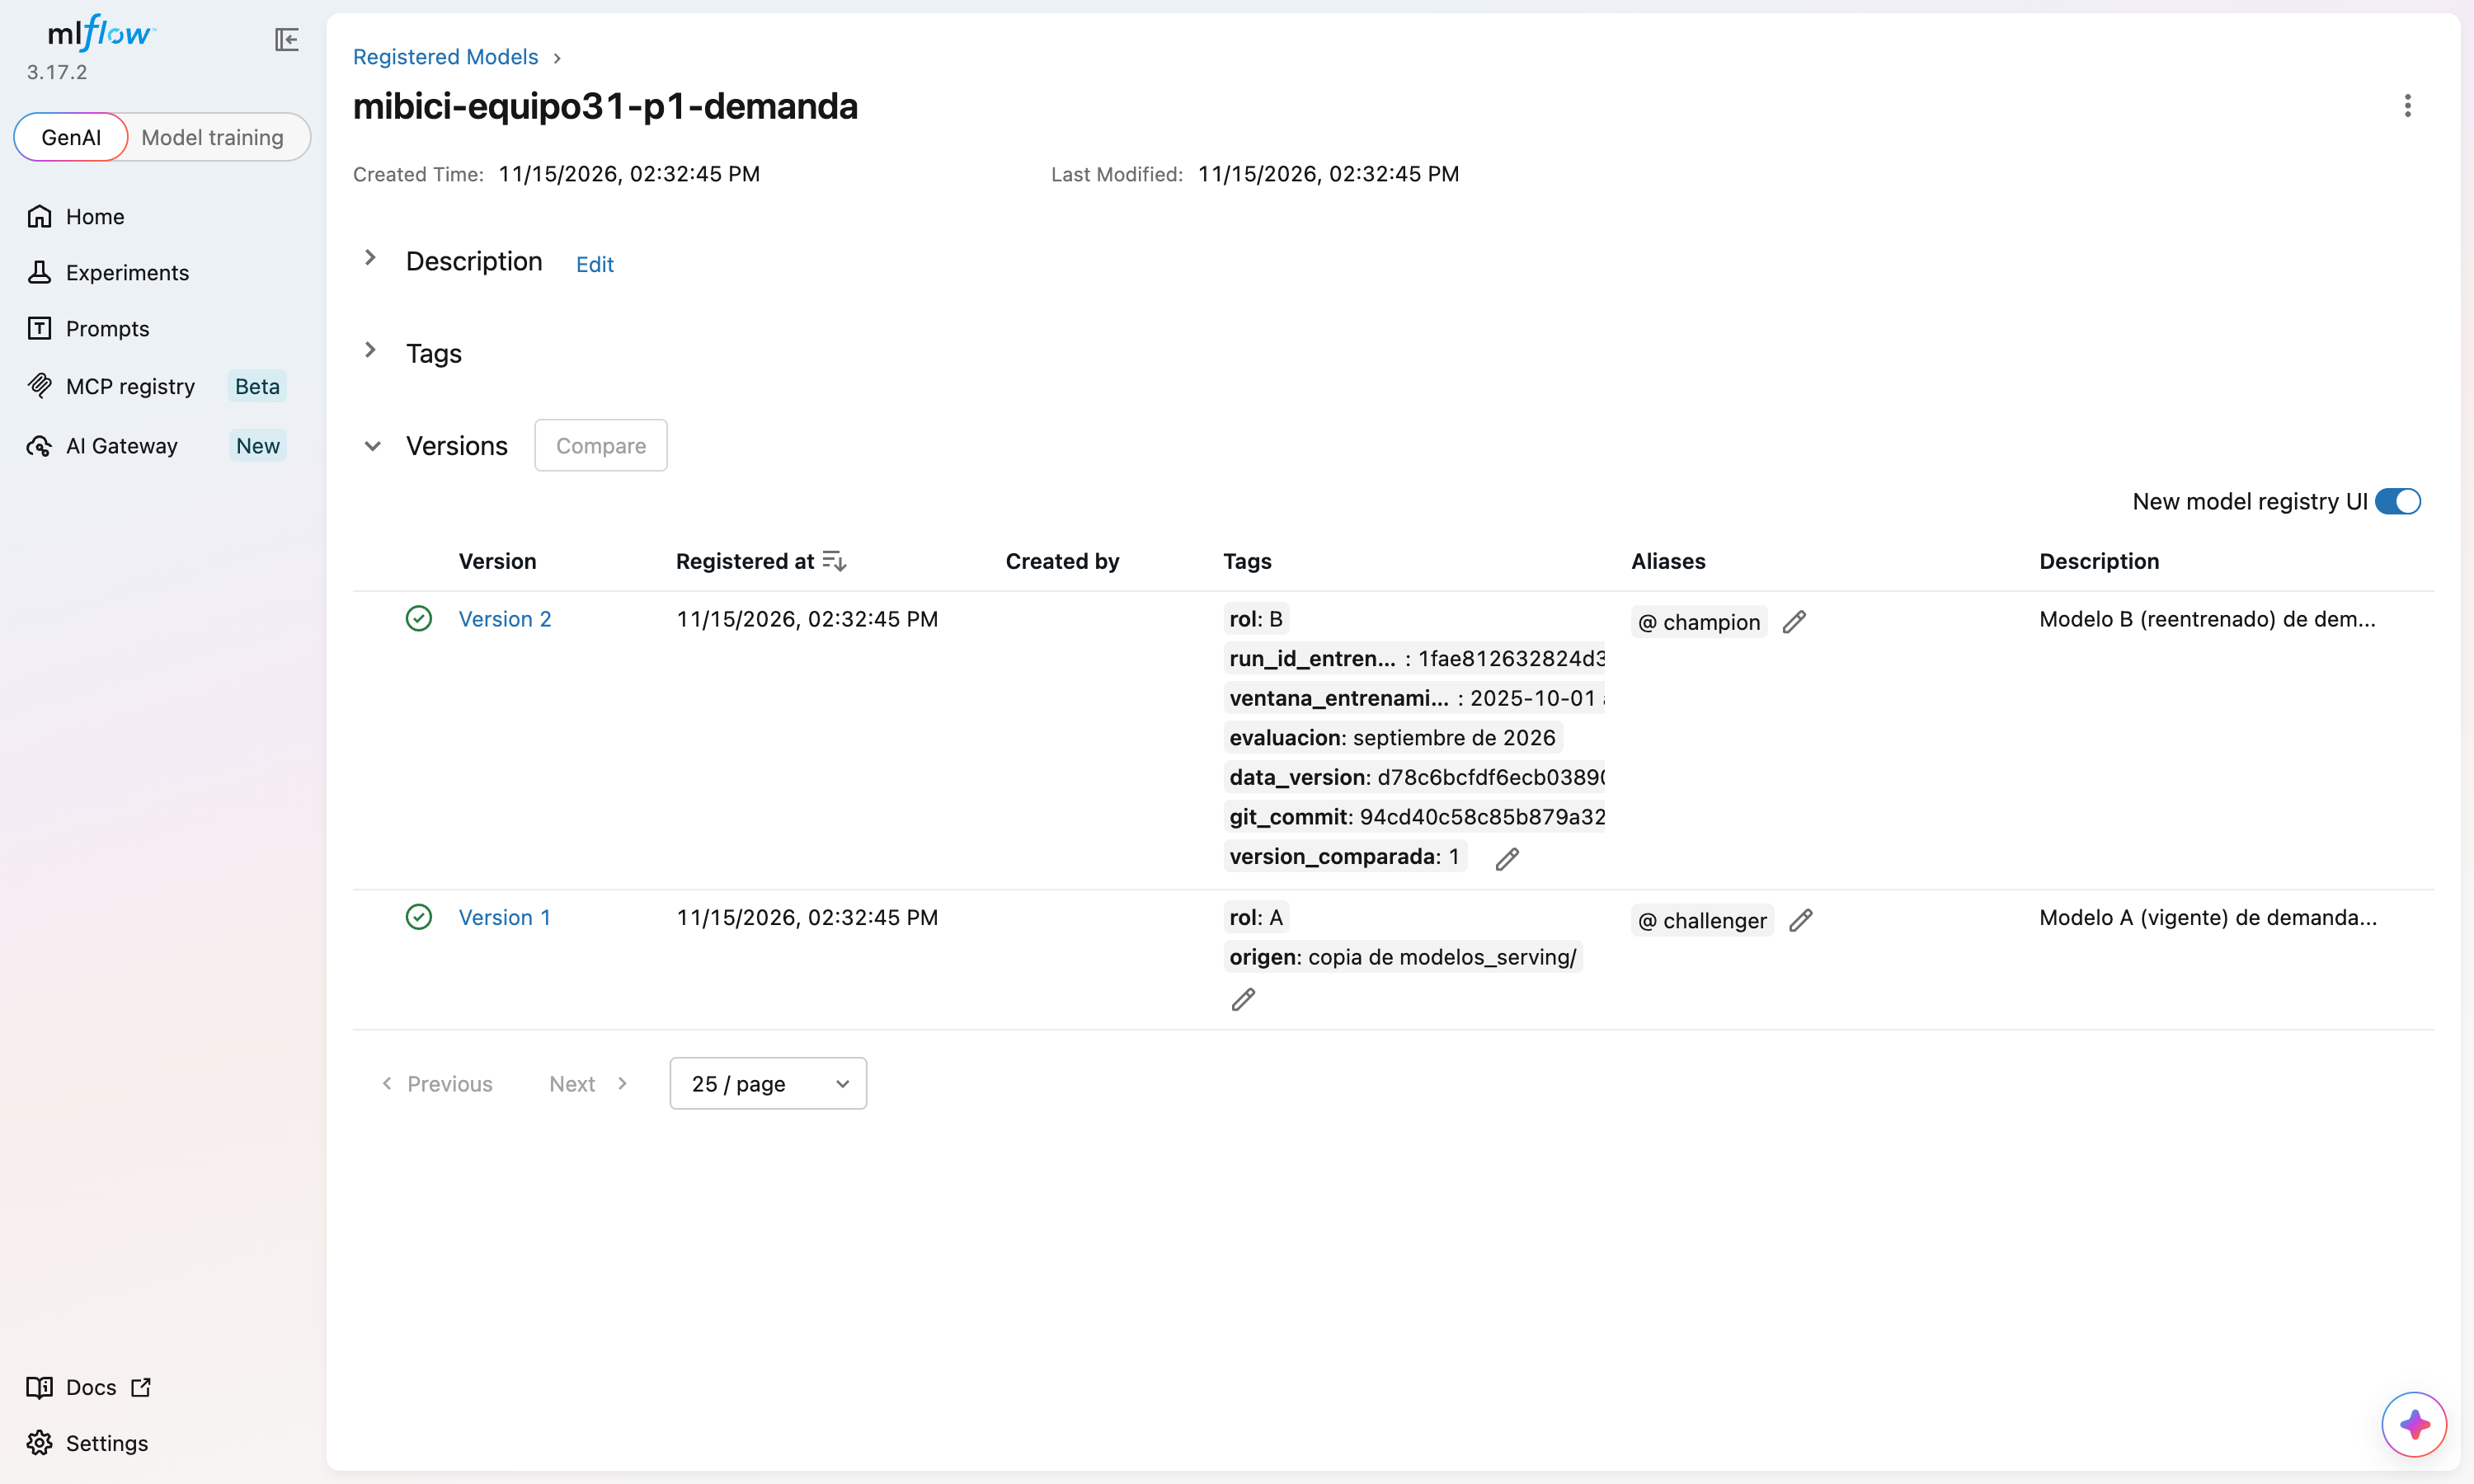 mlflow
3.17.2
GenAI Model training
Home
Experiments
Prompts
MCP registry Beta
AI Gateway New
Docs
Settings
Registered Models
mibici-equipo31-p1-demanda
Created Time: 11/15/2026, 02:32:45 PM Last Modified: 11/15/2026, 02:32:45 PM
Description Edit
Tags
Versions Compare
New model registry UI
Version Registered at Created by Tags Aliases Description
Version 2 11/15/2026, 02:32:45 PM rol: B @ champion Modelo B (reentrenado) de dem...
run_id_entren... : 1fae812632824d3
ventana_entrenami... : 2025-10-01
evaluacion: septiembre de 2026
data_version: d78c6bcfdf6ecb0389
git_commit: 94cd40c58c85b879a32
version_comparada: 1
Version 1 11/15/2026, 02:32:45 PM rol: A @ challenger Modelo A (vigente) de demanda...
origen: copia de modelos_serving/
Previous Next 25 / page